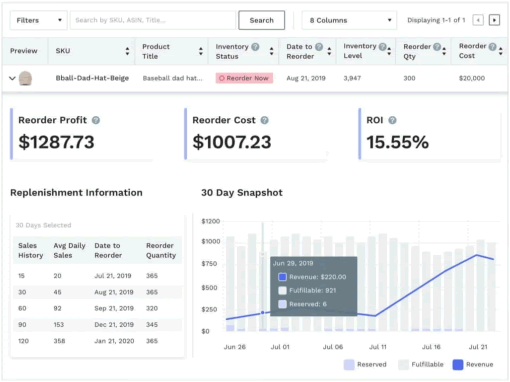 Filters
Search by SKU, ASIN, Title...
Search
8 Columns
Displaying 1-1 of 1
Preview SKU Product Title Inventory Status Date to Reorder Inventory Level Reorder Qty Reorder Cost
Bball-Dad-Hat-Beige Baseball dad hat... Reorder Now Aug 21, 2019 3,947 300 $20,000
Reorder Profit
$1287.73
Reorder Cost
$1007.23
ROI
15.55%
Replenishment Information
30 Days Selected
Sales History Avg Daily Sales Date to Reorder Reorder Quantity
15 20 Jul 21, 2019 365
30 45 Aug 21, 2019 365
60 92 Sep 21, 2019 320
90 153 Dec 21, 2019 345
120 358 Jan 21, 2020 365
30 Day Snapshot
$1200
$1000
$750
$500
$250
$0
Jun 29, 2019
Revenue: $220.00
Fulfillable: 921
Reserved: 6
Jun 26 Jul 01 Jul 06 Jul 11 Jul 16 Jul 21
Reserved Fulfillable Revenue